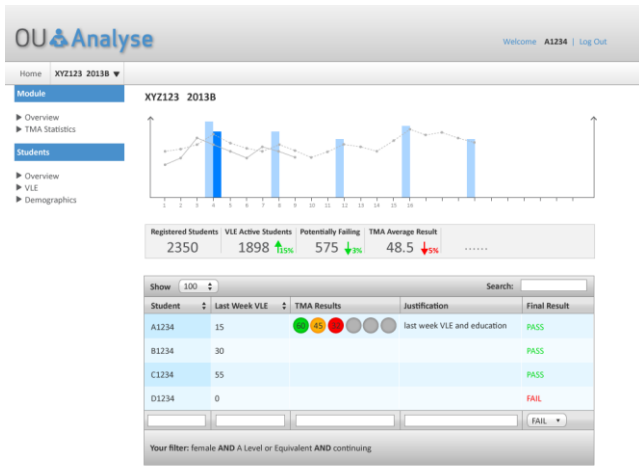 OU Analyse
Welcome A1234 | Log Out
Home XYZ123 2013B
Module
Overview
TMA Statistics
Students
Overview
VLE
Demographics
XYZ123 2013B
1 2 3 4 5 6 7 8 9 10 11 12 13 14 15 16
Registered Students VLE Active Students Potentially Failing TMA Average Result
2350 1898 15% 575 3% 48.5 5% ......
Show 100 Search:
Student Last Week VLE TMA Results Justification Final Result
A1234 15 60 45 last week VLE and education PASS
B1234 30 PASS
C1234 55 PASS
D1234 0 FAIL
FAIL
Your filter: female AND A Level or Equivalent AND continuing